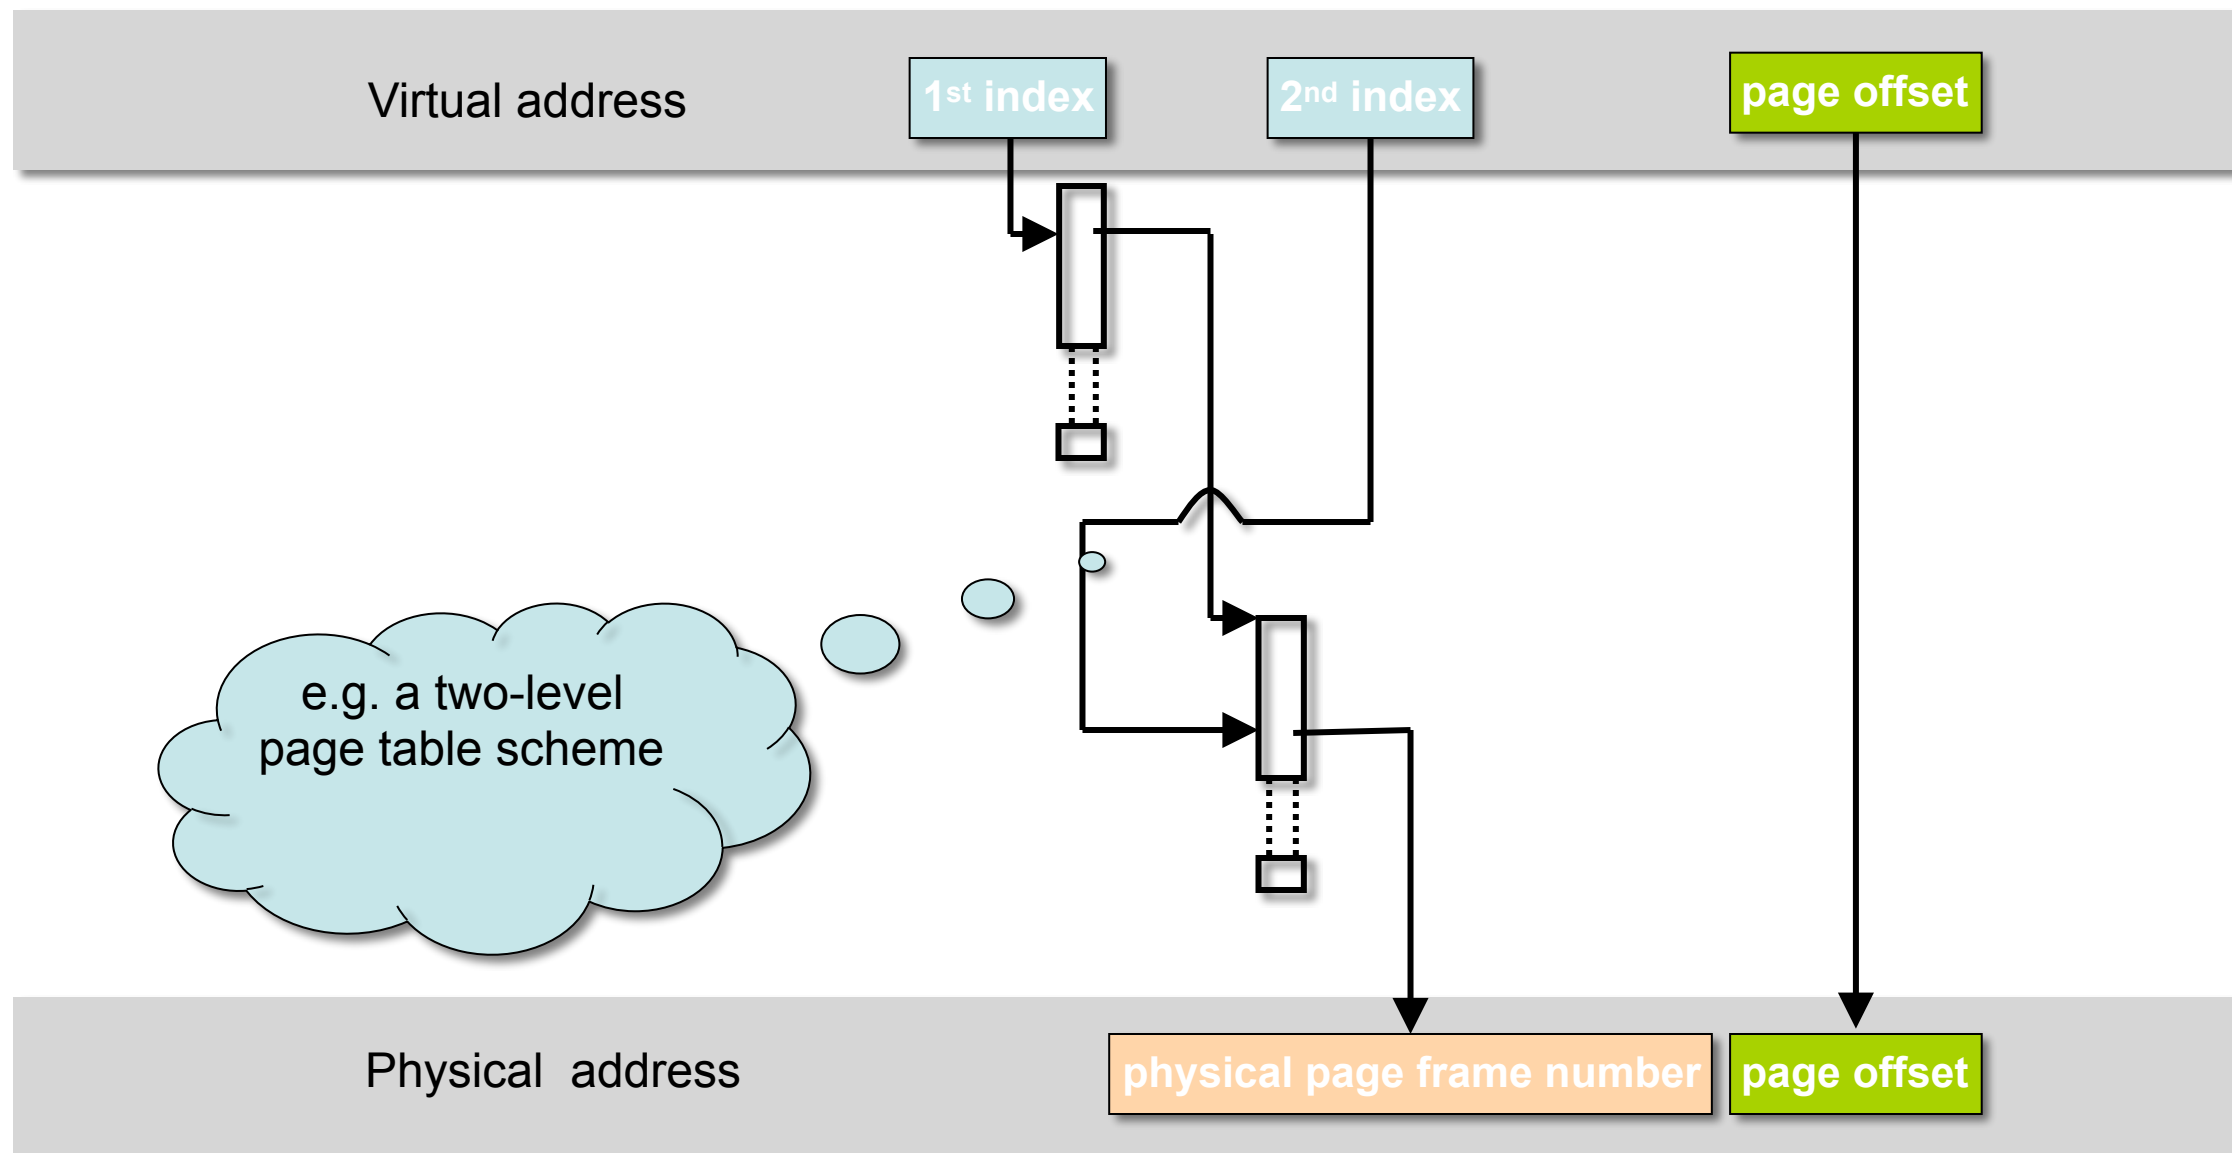 Virtual address
1st index
2nd index
page offset
e.g. a two-level
page table scheme
Physical  address
physical page frame number
page offset